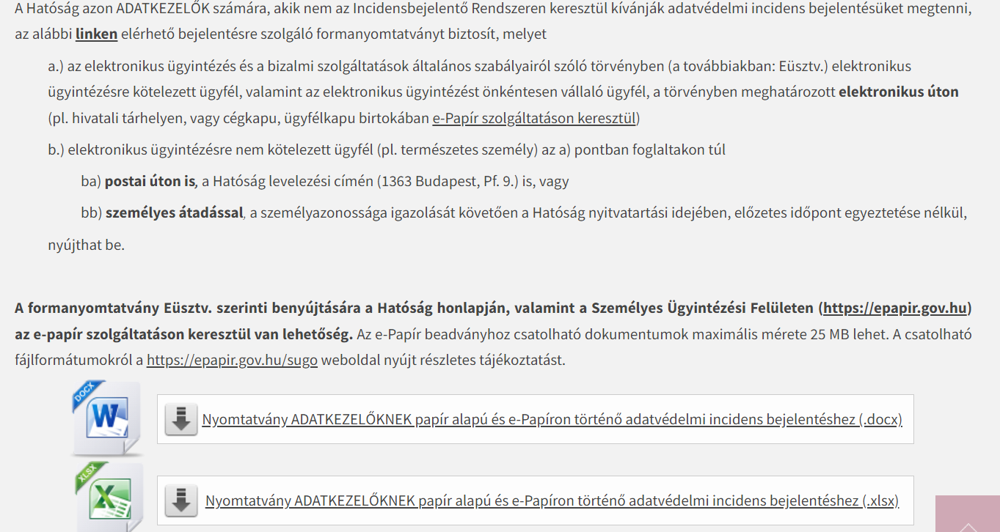 A Hatóság azon ADATKEZELŐK számára, akik nem az Incidensbejelentő Rendszeren keresztül kívánják adatvédelmi incidens bejelentésüket megtenni,
az alábbi linken elérhető bejelentésre szolgáló formanyomtatványt biztosít, melyet
a.) az elektronikus ügyintézés és a bizalmi szolgáltatások általános szabályairól szóló törvényben (a továbbiakban: Eüsztv.) elektronikus
ügyintézésre kötelezett ügyfél, valamint az elektronikus ügyintézést önkéntesen vállaló ügyfél, a törvényben meghatározott elektronikus úton
(pl. hivatali tárhelyen, vagy cégkapu, ügyfélkapu birtokában e-Papír szolgáltatáson keresztül)
b.) elektronikus ügyintézésre nem kötelezett ügyfél (pl. természetes személy) az a) pontban foglaltakon túl
ba) postai úton is, a Hatóság levelezési címén (1363 Budapest, Pf. 9.) is, vagy
bb) személyes átadással, a személyazonossága igazolását követően a Hatóság nyitvatartási idejében, előzetes időpont egyeztetése nélkül,
nyújthat be.
A formanyomtatvány Eüsztv. szerinti benyújtására a Hatóság honlapján, valamint a Személyes Ügyintézési Felületen (https://epapir.gov.hu)
az e-papír szolgáltatáson keresztül van lehetőség. Az e-Papír beadványhoz csatolható dokumentumok maximális mérete 25 MB lehet. A csatolható
fájlformátumokról a https://epapir.gov.hu/sugo weboldal nyújt részletes tájékoztatást.
DOCX
W
Nyomtatvány ADATKEZELŐKNEK papír alapú és e-Papíron történő adatvédelmi incidens bejelentéshez (.docx)
XLSX
X
Nyomtatvány ADATKEZELŐKNEK papír alapú és e-Papíron történő adatvédelmi incidens bejelentéshez (.xlsx)